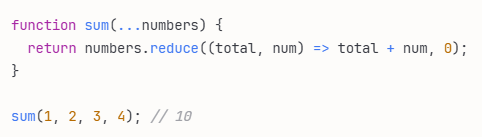 function sum(...numbers) {
  return numbers.reduce((total, num) => total + num, 0);
}

sum(1, 2, 3, 4); // 10